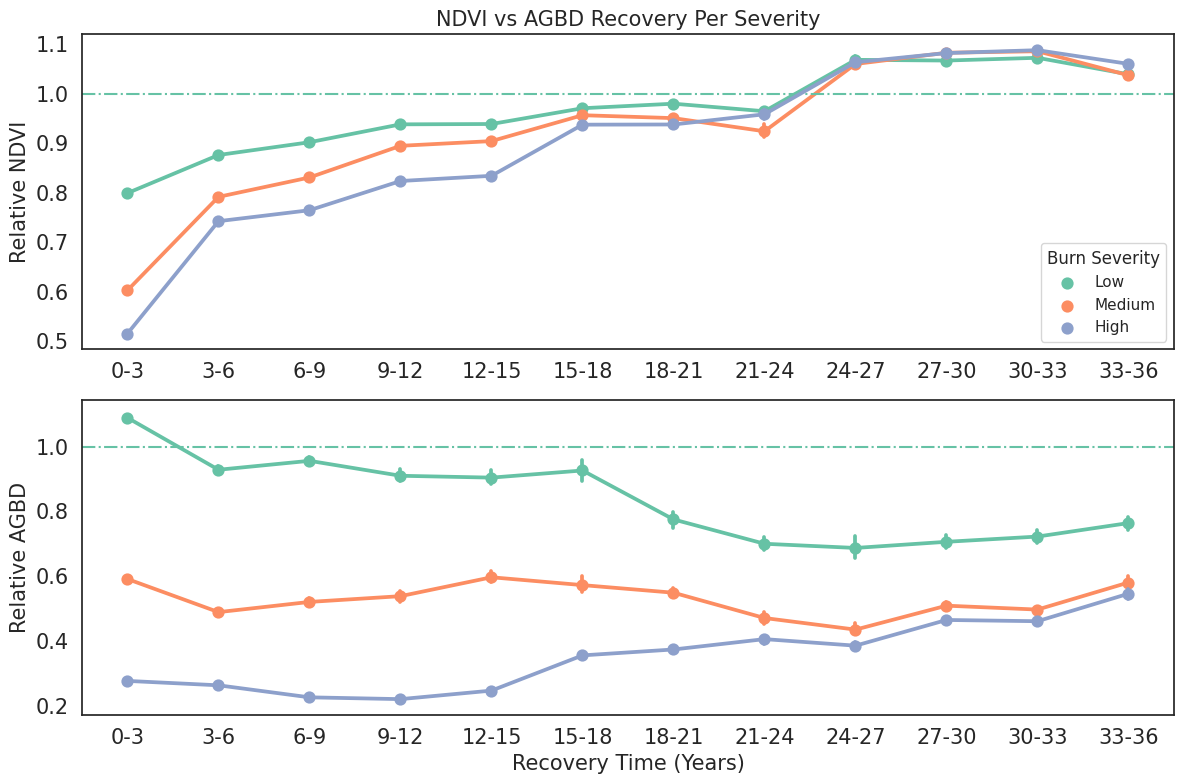 NDVI vs AGBD Recovery Per Severity
Relative NDVI
1.1
1.0
0.9
0.8
0.7
0.6
0.5
Burn Severity
Low
Medium
High
0-3 3-6 6-9 9-12 12-15 15-18 18-21 21-24 24-27 27-30 30-33 33-36
Relative AGBD
1.0
0.8
0.6
0.4
0.2
0-3 3-6 6-9 9-12 12-15 15-18 18-21 21-24 24-27 27-30 30-33 33-36
Recovery Time (Years)